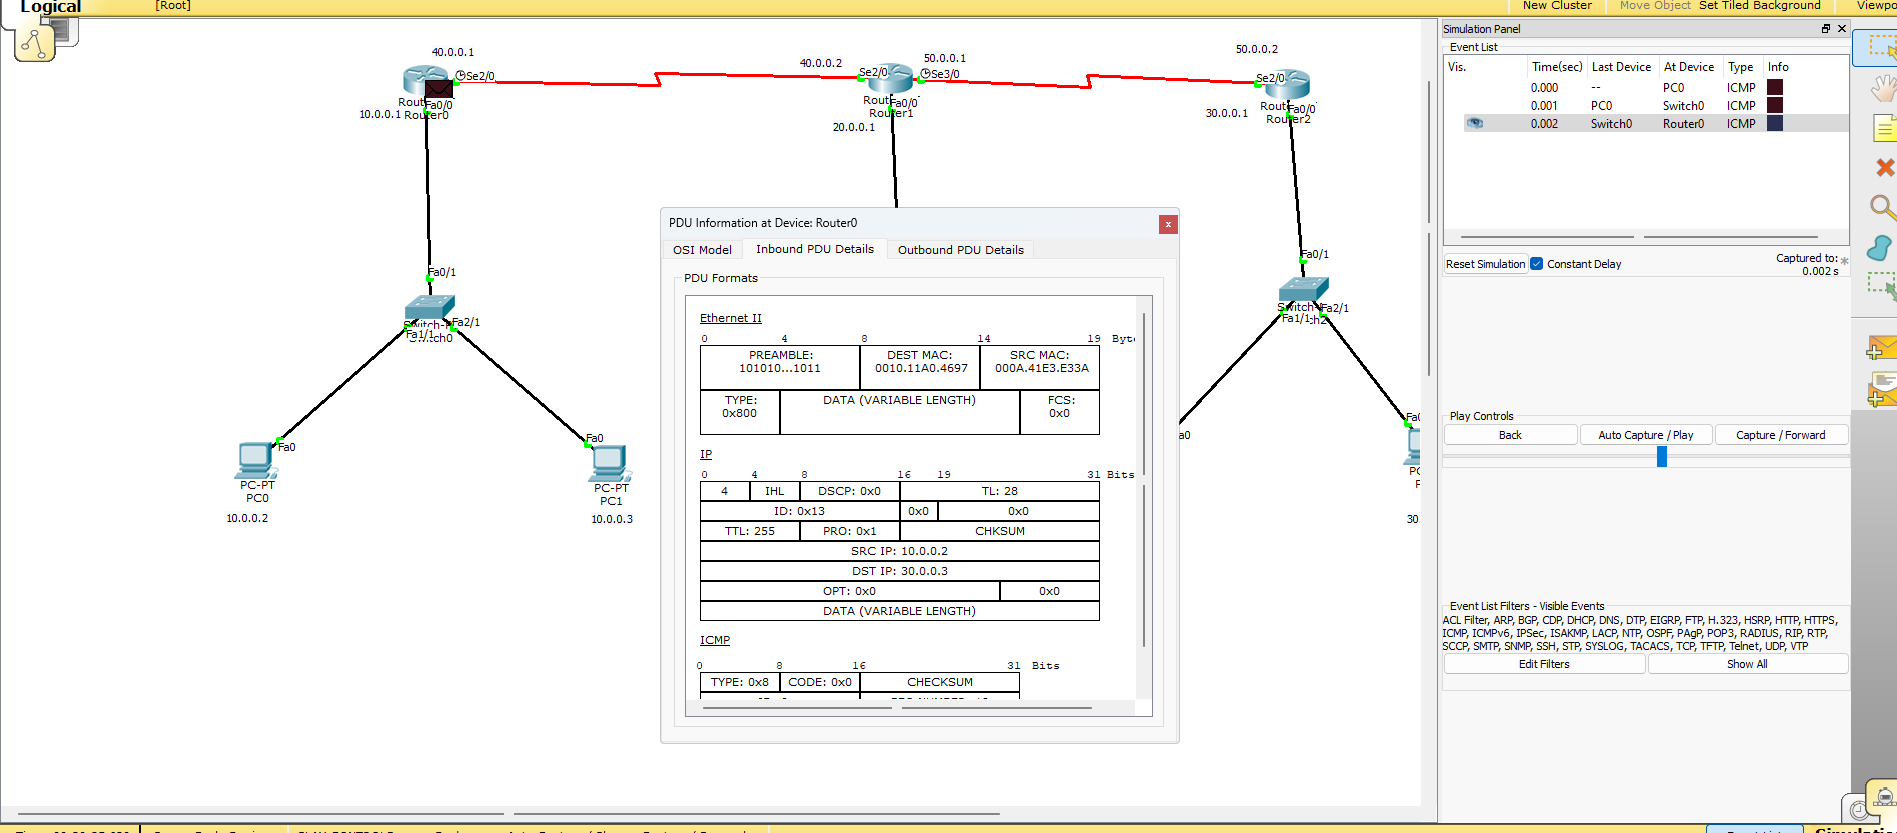 Logical
[Root]
New Cluster
Move Object
Set Tiled Background
Viewpo
40.0.0.1
Se2/0
Fa0/0
Router0
10.0.0.1
40.0.0.2
50.0.0.1
Se2/0
Se3/0
Fa0/0
Router1
20.0.0.1
50.0.0.2
Se2/0
Fa0/0
Router2
30.0.0.1
Fa0/1
Fa2/1
Fa1/1
Fa0
PC-PT
PC0
10.0.0.2
Fa0
PC-PT
PC1
10.0.0.3
Fa0/1
Fa2/1
Fa1/1
30.
PDU Information at Device: Router0
OSI Model
Inbound PDU Details
Outbound PDU Details
PDU Formats
Ethernet II
0 4 8 14 19 Byt
PREAMBLE: DEST MAC: SRC MAC:
101010...1011 0010.11A0.4697 000A.41E3.E33A
TYPE: DATA (VARIABLE LENGTH) FCS:
0x800 0x0
IP
0 4 8 16 19 31 Bits
4 IHL DSCP: 0x0 TL: 28
ID: 0x13 0x0 0x0
TTL: 255 PRO: 0x1 CHKSUM
SRC IP: 10.0.0.2
DST IP: 30.0.0.3
OPT: 0x0 0x0
DATA (VARIABLE LENGTH)
ICMP
0 8 16 31 Bits
TYPE: 0x8 CODE: 0x0 CHECKSUM
Simulation Panel
Event List
Vis. Time(sec) Last Device At Device Type Info
0.000 -- PC0 ICMP
0.001 PC0 Switch0 ICMP
0.002 Switch0 Router0 ICMP
Reset Simulation
Constant Delay
Captured to:
0.002 s
Play Controls
Back
Auto Capture / Play
Capture / Forward
Event List Filters - Visible Events
ACL Filter, ARP, BGP, CDP, DHCP, DNS, DTP, EIGRP, FTP, H.323, HSRP, HTTP, HTTPS,
ICMP, ICMPv6, IPSec, ISAKMP, LACP, NTP, OSPF, PAgP, POP3, RADIUS, RIP, RTP,
SCCP, SMTP, SNMP, SSH, STP, SYSLOG, TACACS, TCP, TFTP, Telnet, UDP, VTP
Edit Filters
Show All